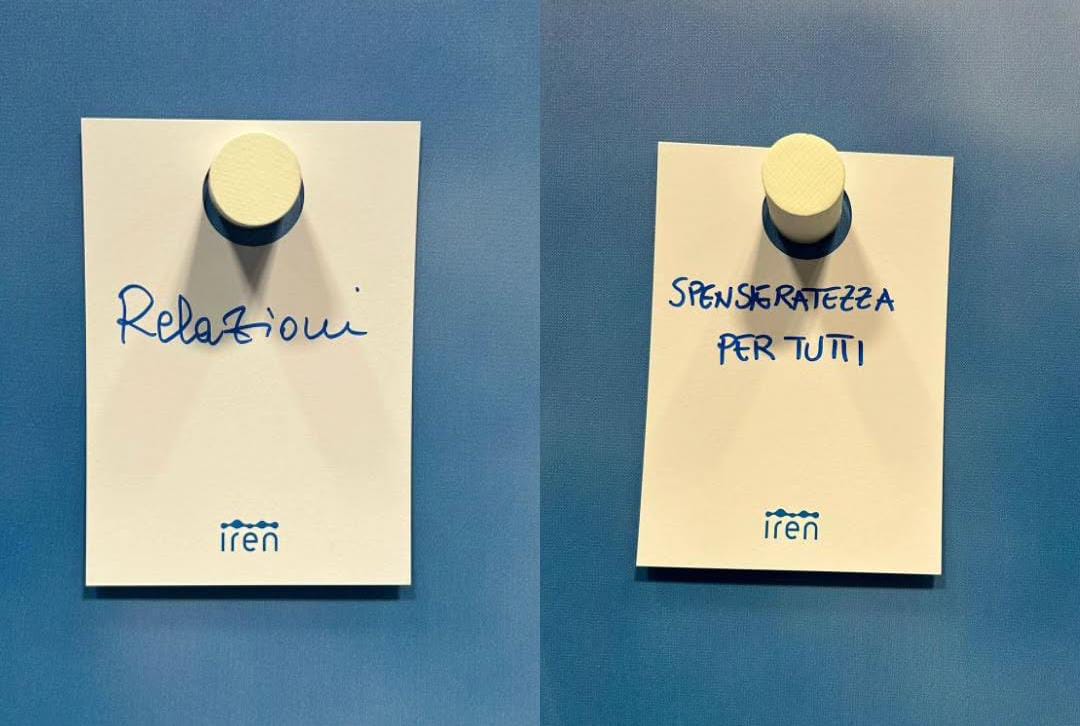 Relazioni
iren
SPENSIERATEZZA
PER TUTTI
iren